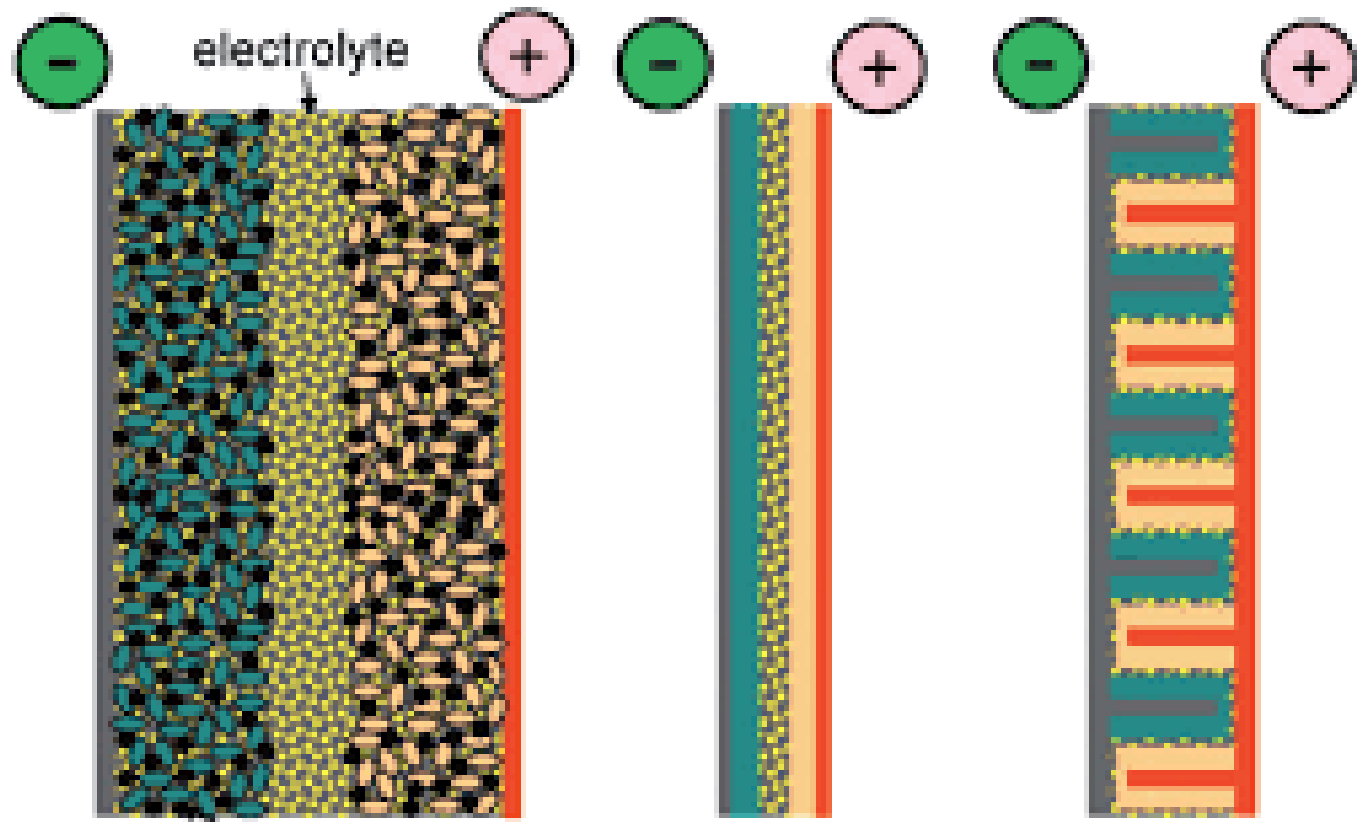 electrolyte
- + - + - +